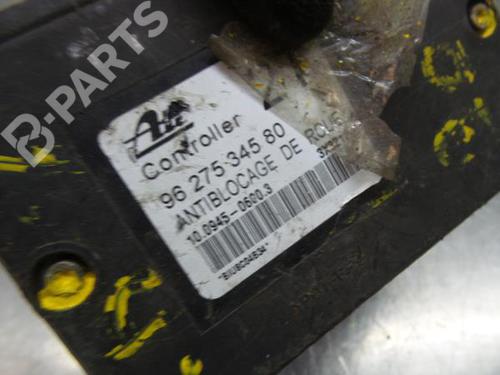 B-PARTS
Ate
Controller
96 275 345 80
ANTIBLOCAGE DE ROUE
10.0945-0600.3